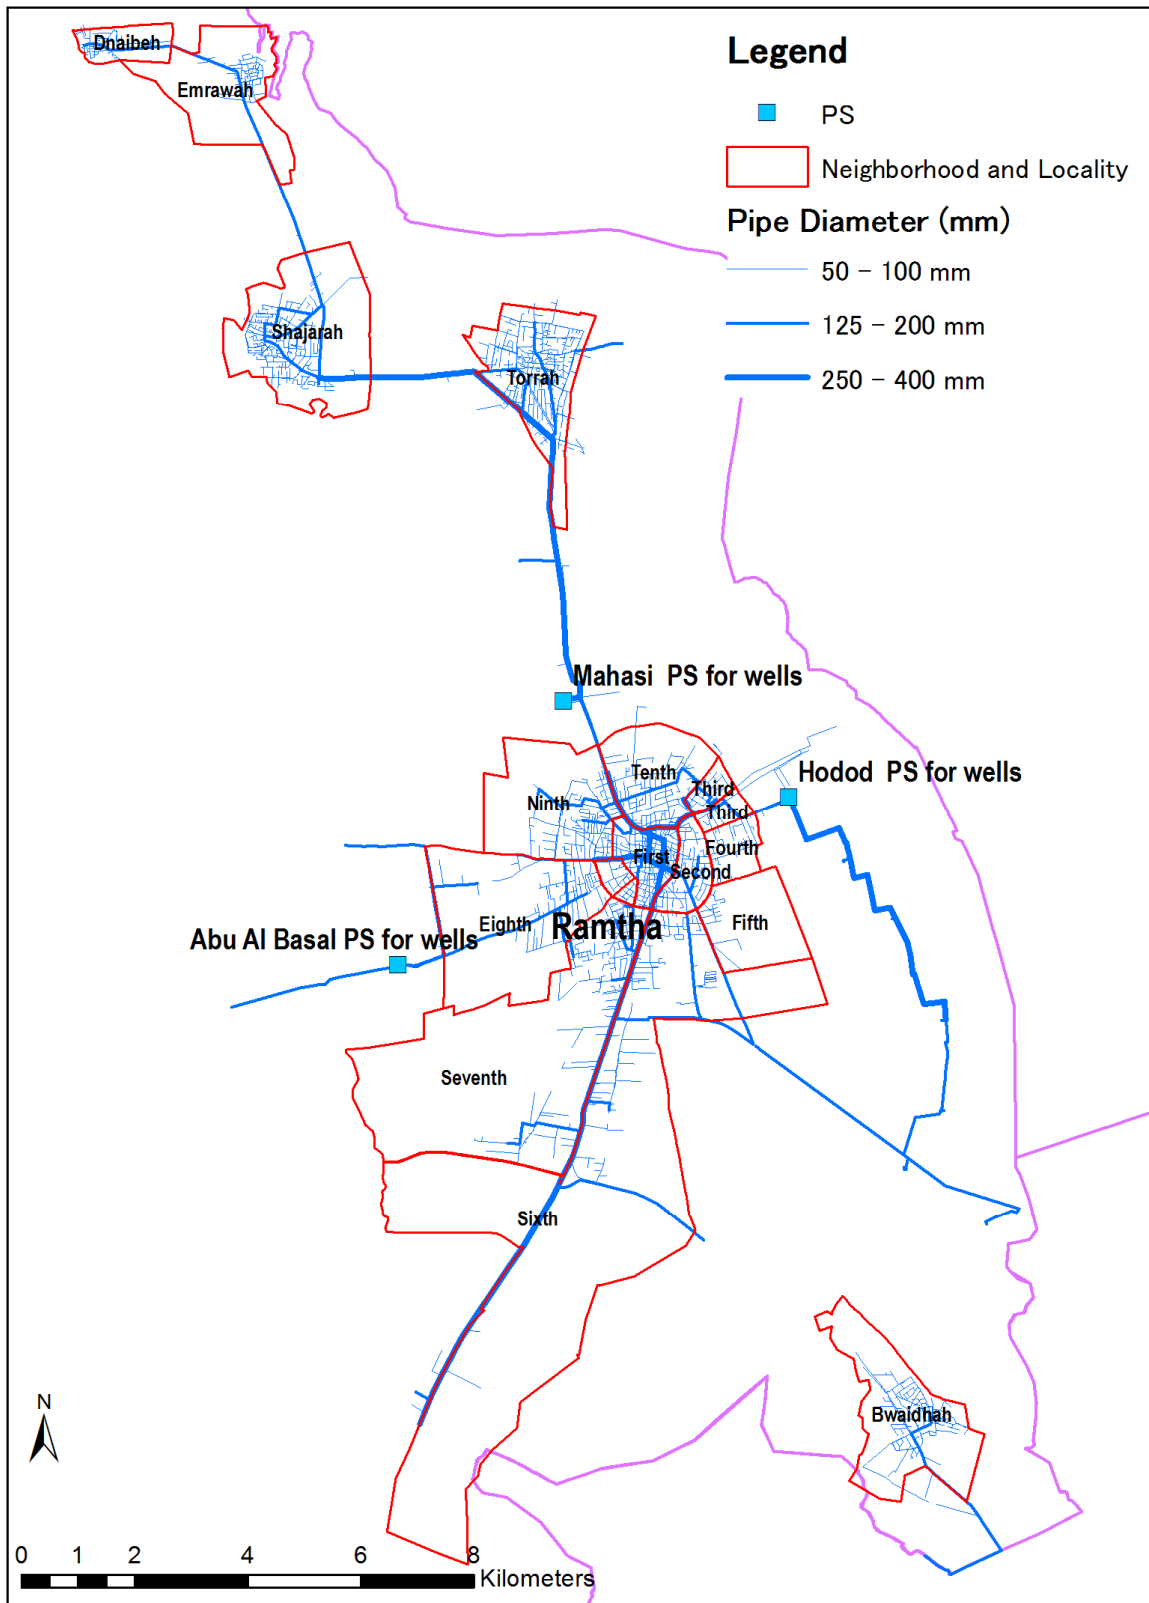 Dnaibeh
Emrawah
Legend
PS
Neighborhood and Locality
Pipe Diameter (mm)
50 - 100 mm
125 - 200 mm
250 - 400 mm
Shajarah
Torrah
Mahasi PS for wells
Hodod PS for wells
Tenth
Third
Ninth
Third
First
Fourth
Second
Eighth
Ramtha
Fifth
Abu Al Basal PS for wells
Seventh
Sixth
Bwaidhah
N
0 1 2 4 6 8
Kilometers